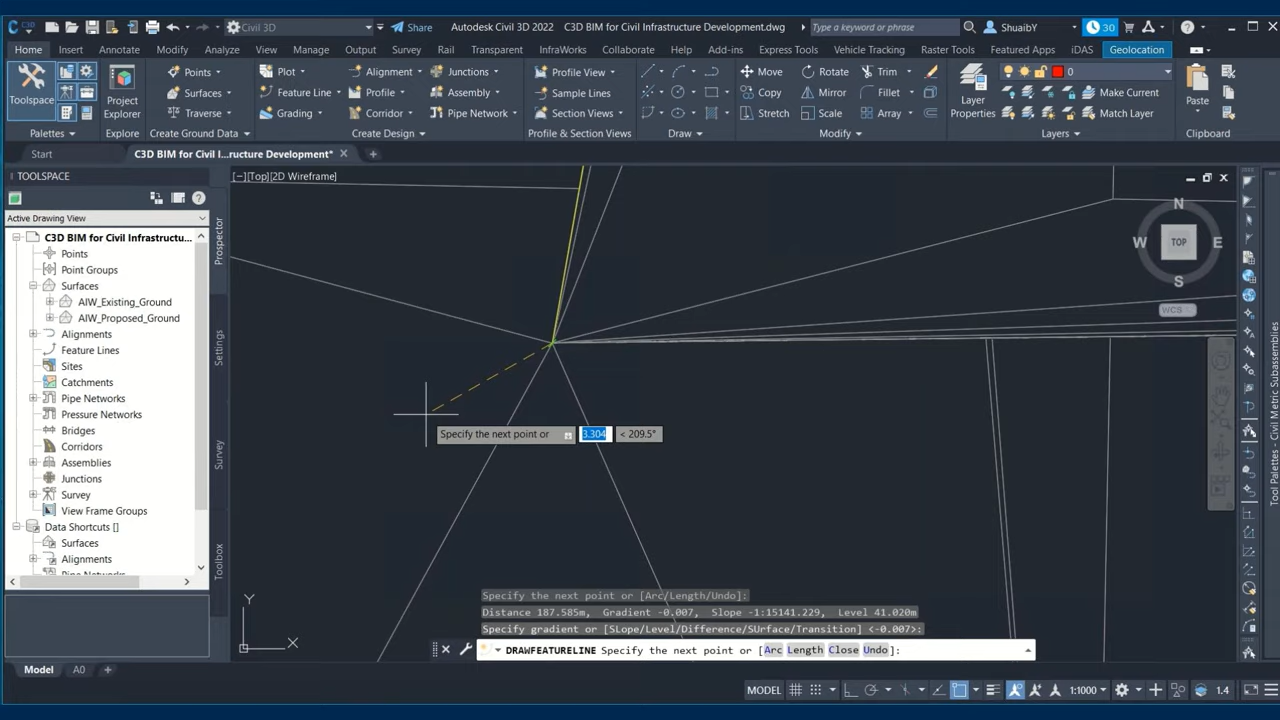 C3D
Civil 3D
Share
Autodesk Civil 3D 2022
C3D BIM for Civil Infrastructure Development.dwg
Type a keyword or phrase
ShuaibY
30
Home Insert Annotate Modify Analyze View Manage Output Survey Rail Transparent InfraWorks Collaborate Help Add-ins Express Tools Vehicle Tracking Raster Tools Featured Apps iDAS Geolocation
Toolspace
Project
Explorer
Points
Surfaces
Traverse
Plot
Feature Line
Grading
Alignment
Profile
Corridor
Junctions
Assembly
Pipe Network
Profile View
Sample Lines
Section Views
Move
Copy
Stretch
Rotate
Mirror
Scale
Trim
Fillet
Array
Layer
Properties
0
Make Current
Match Layer
Paste
Palettes Explore Create Ground Data Create Design Profile & Section Views Draw Modify Layers Clipboard
Start
C3D BIM for Civil I...ructure Development*
TOOLSPACE
Active Drawing View
C3D BIM for Civil Infrastructu...
Points
Point Groups
Surfaces
AIW_Existing_Ground
AIW_Proposed_Ground
Alignments
Feature Lines
Sites
Catchments
Pipe Networks
Pressure Networks
Bridges
Corridors
Assemblies
Junctions
Survey
View Frame Groups
Data Shortcuts []
Surfaces
Alignments
Prospector
Settings
Survey
Toolbox
[−][Top][2D Wireframe]
N
W
TOP
E
S
WCS
Tool Palettes - Civil Metric Subassemblies
Specify the next point or
3.304
< 209.5°
Y
X
Specify the next point or [Arc/Length/Undo]:
Distance 187.585m, Gradient -0.007, Slope -1:15141.229, Level 41.020m
Specify gradient or [SLope/Level/Difference/SUrface/Transition] <-0.007>:
DRAWFEATURELINE Specify the next point or [Arc Length Close Undo]:
Model
A0
MODEL
1:1000
1.4